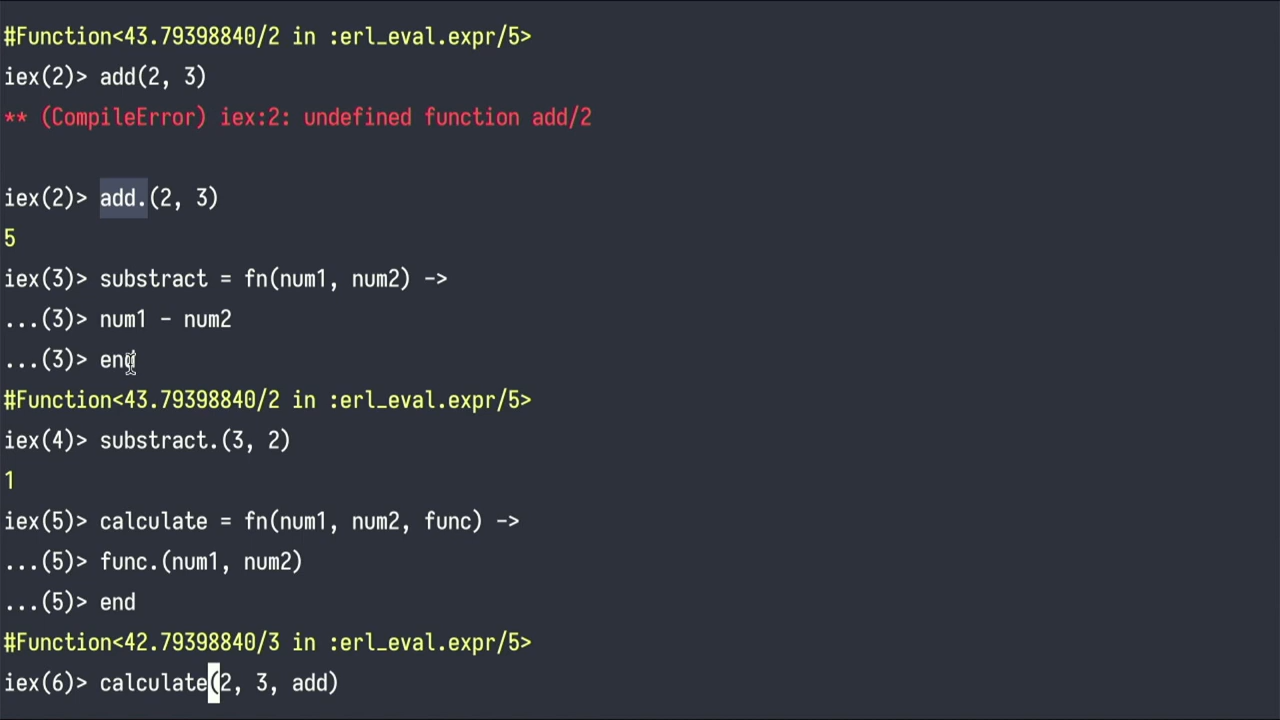 #Function<43.79398840/2 in :erl_eval.expr/5>
iex(2)> add(2, 3)
** (CompileError) iex:2: undefined function add/2
iex(2)> add.(2, 3)
5
iex(3)> substract = fn(num1, num2) ->
...(3)> num1 - num2
...(3)> end
#Function<43.79398840/2 in :erl_eval.expr/5>
iex(4)> substract.(3, 2)
1
iex(5)> calculate = fn(num1, num2, func) ->
...(5)> func.(num1, num2)
...(5)> end
#Function<42.79398840/3 in :erl_eval.expr/5>
iex(6)> calculate(2, 3, add)